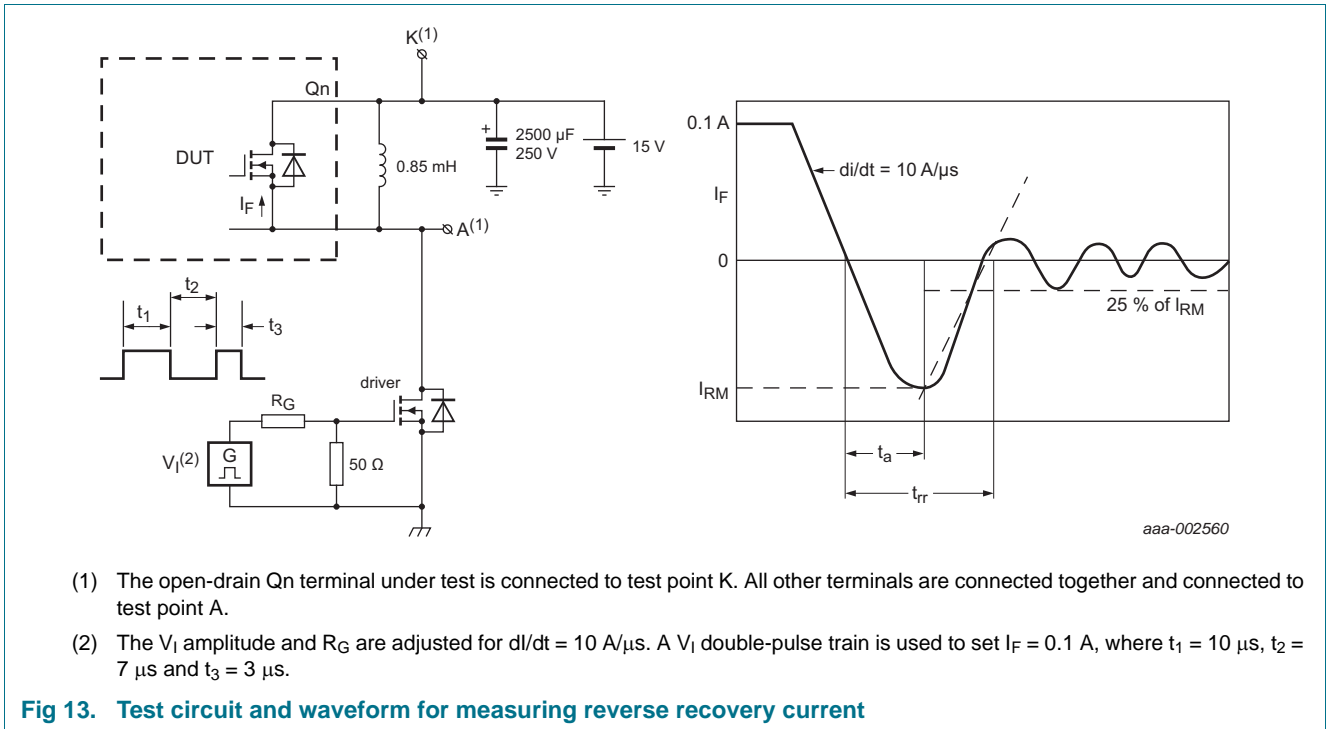 K(1)
Qn
DUT
IF
0.85 mH
+
2500 µF
250 V
15 V
A(1)
t1
t2
t3
driver
RG
VI(2)
G
50 Ω
0.1 A
IF
0
IRM
di/dt = 10 A/µs
25 % of IRM
ta
trr
aaa-002560
(1) The open-drain Qn terminal under test is connected to test point K. All other terminals are connected together and connected to
test point A.
(2) The VI amplitude and RG are adjusted for dI/dt = 10 A/µs. A VI double-pulse train is used to set IF = 0.1 A, where t1 = 10 µs, t2 =
7 µs and t3 = 3 µs.
Fig 13. Test circuit and waveform for measuring reverse recovery current